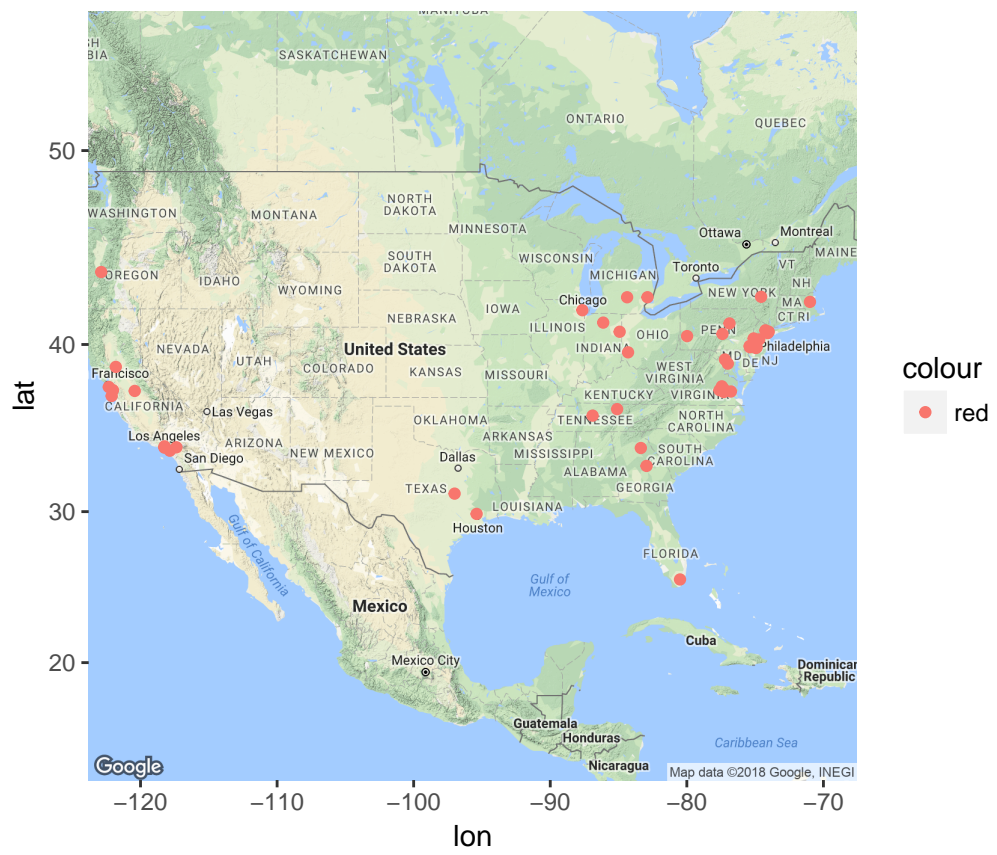 MANITOBA
SASKATCHEWAN
BIA
ONTARIO
QUEBEC
WASHINGTON
MONTANA
NORTH
DAKOTA
MINNESOTA
Ottawa
Montreal
MAINE
OREGON
IDAHO
WYOMING
SOUTH
DAKOTA
WISCONSIN
MICHIGAN
Toronto
VT
NH
NEW YORK
MA
CT RI
NEBRASKA
IOWA
Chicago
ILLINOIS
INDIANA
OHIO
PENN
Philadelphia
MD
DE
NJ
NEVADA
UTAH
COLORADO
United States
KANSAS
MISSOURI
WEST
VIRGINIA
KENTUCKY
VIRGINIA
Francisco
CALIFORNIA
Las Vegas
Los Angeles
San Diego
ARIZONA
NEW MEXICO
OKLAHOMA
ARKANSAS
TENNESSEE
NORTH
CAROLINA
SOUTH
CAROLINA
MISSISSIPPI
ALABAMA
GEORGIA
Dallas
TEXAS
LOUISIANA
Houston
FLORIDA
Gulf of California
Gulf of
Mexico
Mexico
Mexico City
Cuba
Dominican
Republic
Guatemala
Honduras
Nicaragua
Caribbean Sea
Google
Map data ©2018 Google, INEGI
50
40
30
20
lat
−120
−110
−100
−90
−80
−70
lon
colour
red